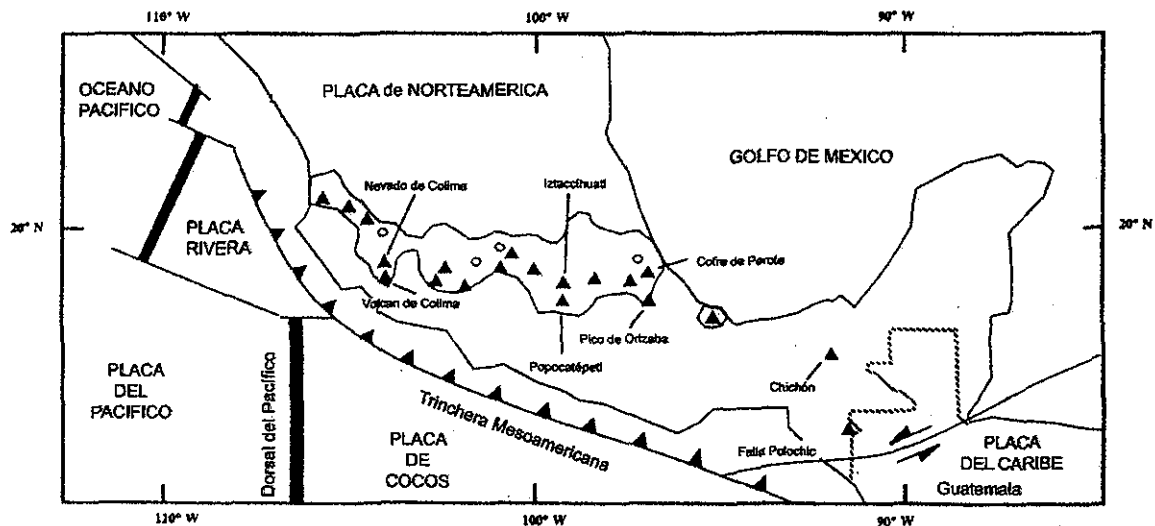 110° W
100° W
90° W
OCEANO
PACIFICO
PLACA de NORTEAMERICA
GOLFO DE MEXICO
Nevado de Colima
Iztaccihuatl
20° N
20° N
PLACA
RIVERA
Cofre de Perote
Volcan de Colima
Pico de Orizaba
Popocatépetl
Chichón
PLACA
DEL
PACIFICO
Dorsal del Pacífico
Trinchera Mesoamericana
PLACA
DE
COCOS
Falla Polochic
PLACA
DEL CARIBE
Guatemala
110° W
100° W
90° W